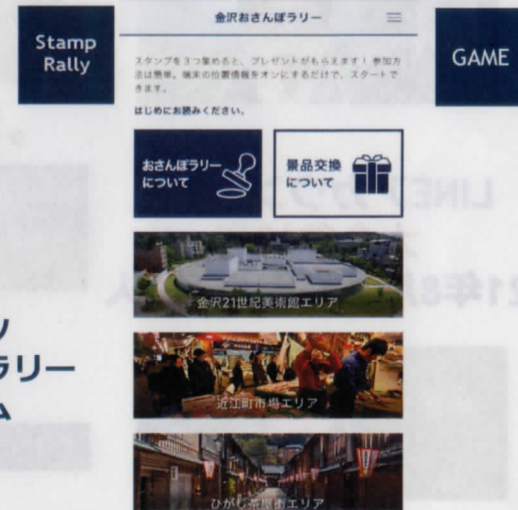 金沢おさんぽラリー
Stamp
Rally
GAME
スタンプを3つ集めると、プレゼントがもらえます！ 参加方
法は簡単。端末の位置情報をオンにするだけで、スタートで
きます。
はじめにお読みください。
おさんぽラリー
について
景品交換
について
金沢21世紀美術館エリア
近江町市場エリア
ひがし茶屋街エリア
ラリー
LINE
21年8